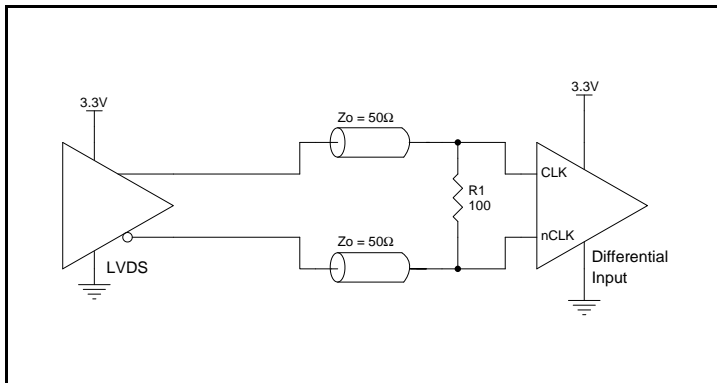 3.3V
3.3V
Zo = 50Ω
CLK
R1
100
Zo = 50Ω
nCLK
LVDS
Differential
Input